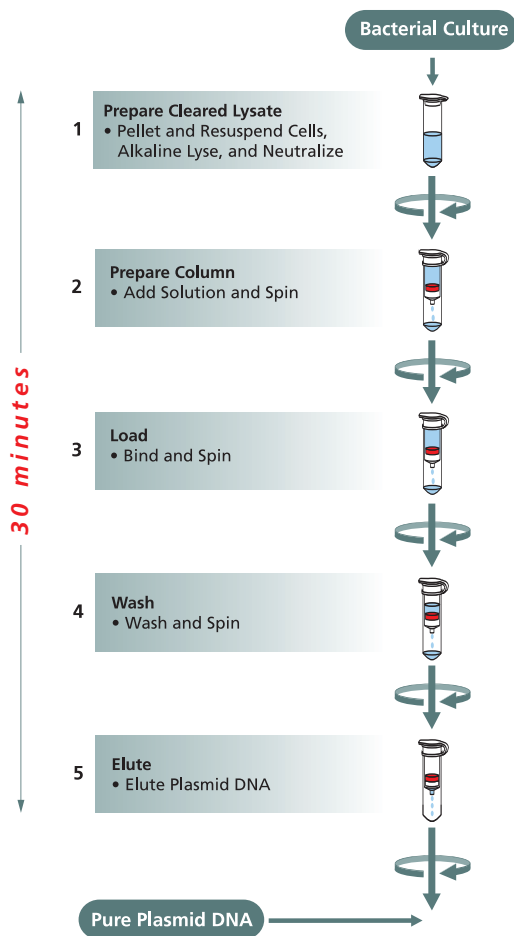 Bacterial Culture
1
Prepare Cleared Lysate
• Pellet and Resuspend Cells,
Alkaline Lyse, and Neutralize
2
Prepare Column
• Add Solution and Spin
30 minutes
3
Load
• Bind and Spin
4
Wash
• Wash and Spin
5
Elute
• Elute Plasmid DNA
Pure Plasmid DNA